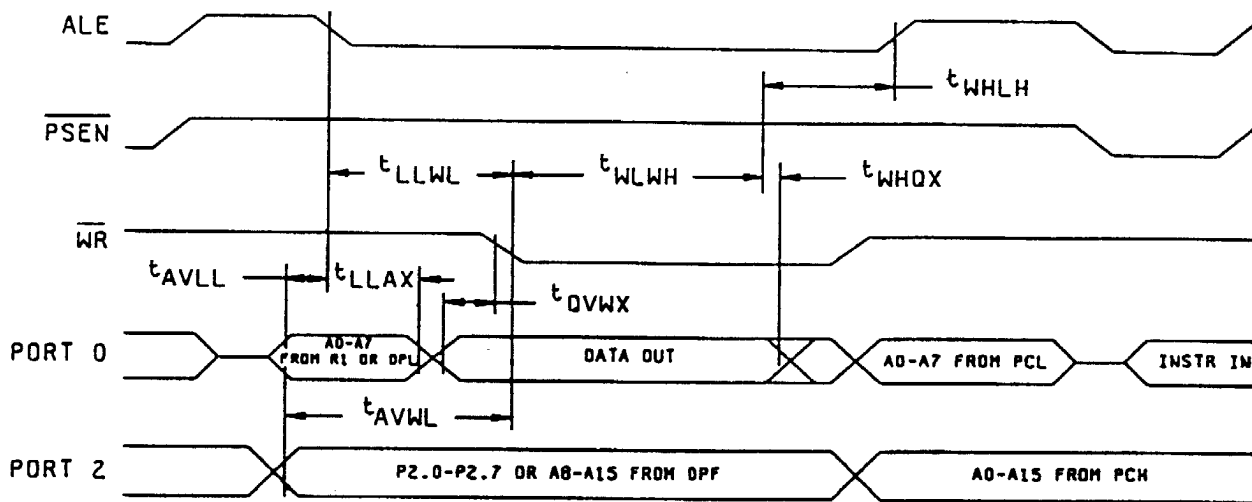 ALE
tWHLH
PSEN
tLLWL
tWLWH
tWHQX
WR
tAVLL
tLLAX
tQVWX
PORT 0
A0-A7
FROM R1 OR DPL
DATA OUT
A0-A7 FROM PCL
INSTR IN
tAVWL
PORT 2
P2.0-P2.7 OR A8-A15 FROM DPF
A0-A15 FROM PCH